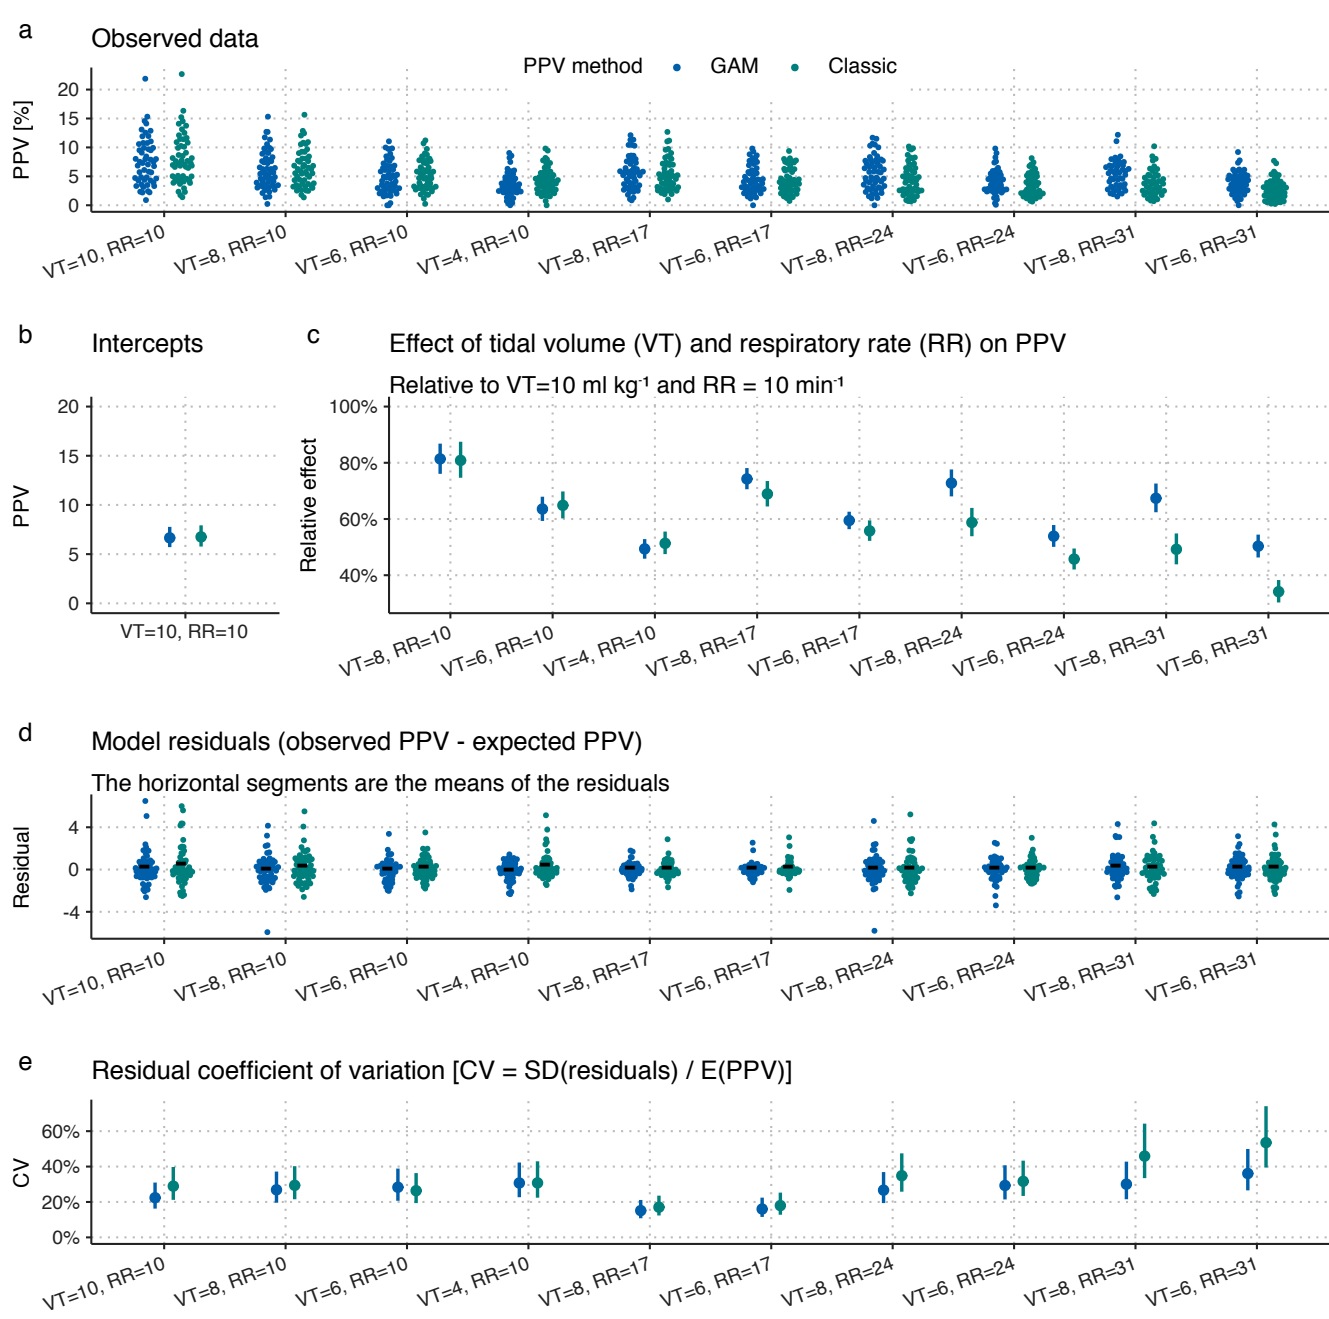 a
Observed data
PPV method GAM Classic
PPV [%]
20
15
10
5
0
VT=10, RR=10
VT=8, RR=10
VT=6, RR=10
VT=4, RR=10
VT=8, RR=17
VT=6, RR=17
VT=8, RR=24
VT=6, RR=24
VT=8, RR=31
VT=6, RR=31
b
Intercepts
PPV
20
15
10
5
0
VT=10, RR=10
c
Effect of tidal volume (VT) and respiratory rate (RR) on PPV
Relative to VT=10 ml kg⁻¹ and RR = 10 min⁻¹
Relative effect
100%
80%
60%
40%
VT=8, RR=10
VT=6, RR=10
VT=4, RR=10
VT=8, RR=17
VT=6, RR=17
VT=8, RR=24
VT=6, RR=24
VT=8, RR=31
VT=6, RR=31
d
Model residuals (observed PPV - expected PPV)
The horizontal segments are the means of the residuals
Residual
4
0
-4
VT=10, RR=10
VT=8, RR=10
VT=6, RR=10
VT=4, RR=10
VT=8, RR=17
VT=6, RR=17
VT=8, RR=24
VT=6, RR=24
VT=8, RR=31
VT=6, RR=31
e
Residual coefficient of variation [CV = SD(residuals) / E(PPV)]
CV
60%
40%
20%
0%
VT=10, RR=10
VT=8, RR=10
VT=6, RR=10
VT=4, RR=10
VT=8, RR=17
VT=6, RR=17
VT=8, RR=24
VT=6, RR=24
VT=8, RR=31
VT=6, RR=31